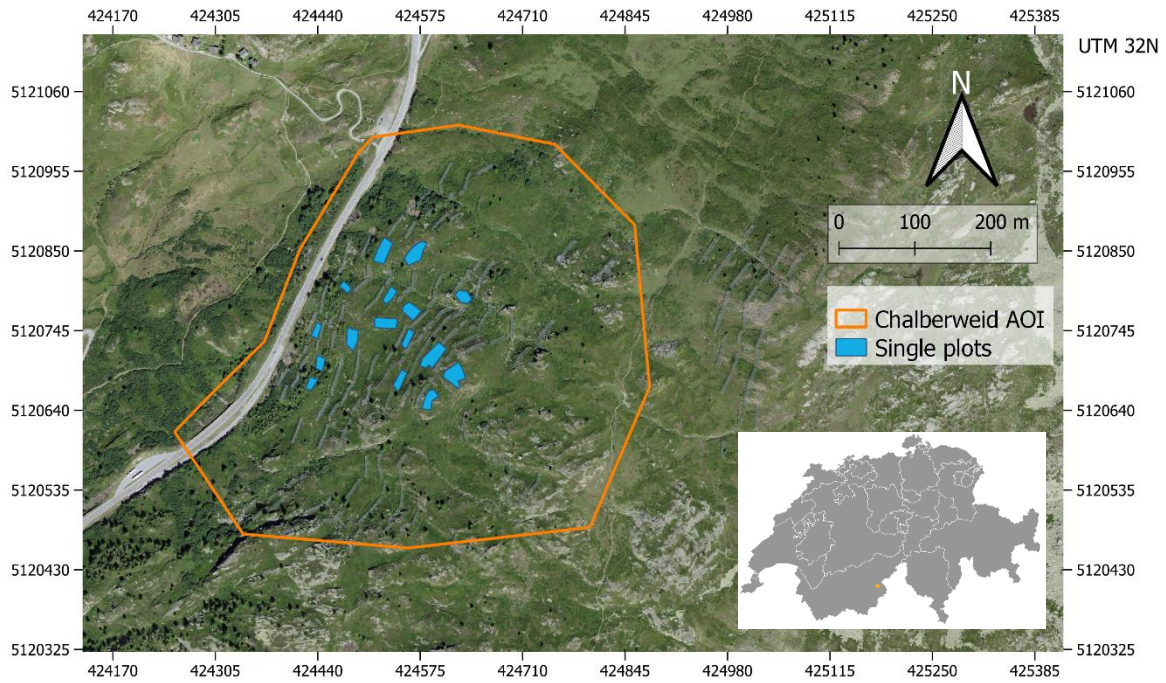 424170 424305 424440 424575 424710 424845 424980 425115 425250 425385
UTM 32N
5121060 5121060
N
5120955 5120955
0 100 200 m
5120850 5120850
Chalberweid AOI
5120745 5120745
Single plots
5120640 5120640
5120535 5120535
5120430 5120430
5120325 5120325
424170 424305 424440 424575 424710 424845 424980 425115 425250 425385